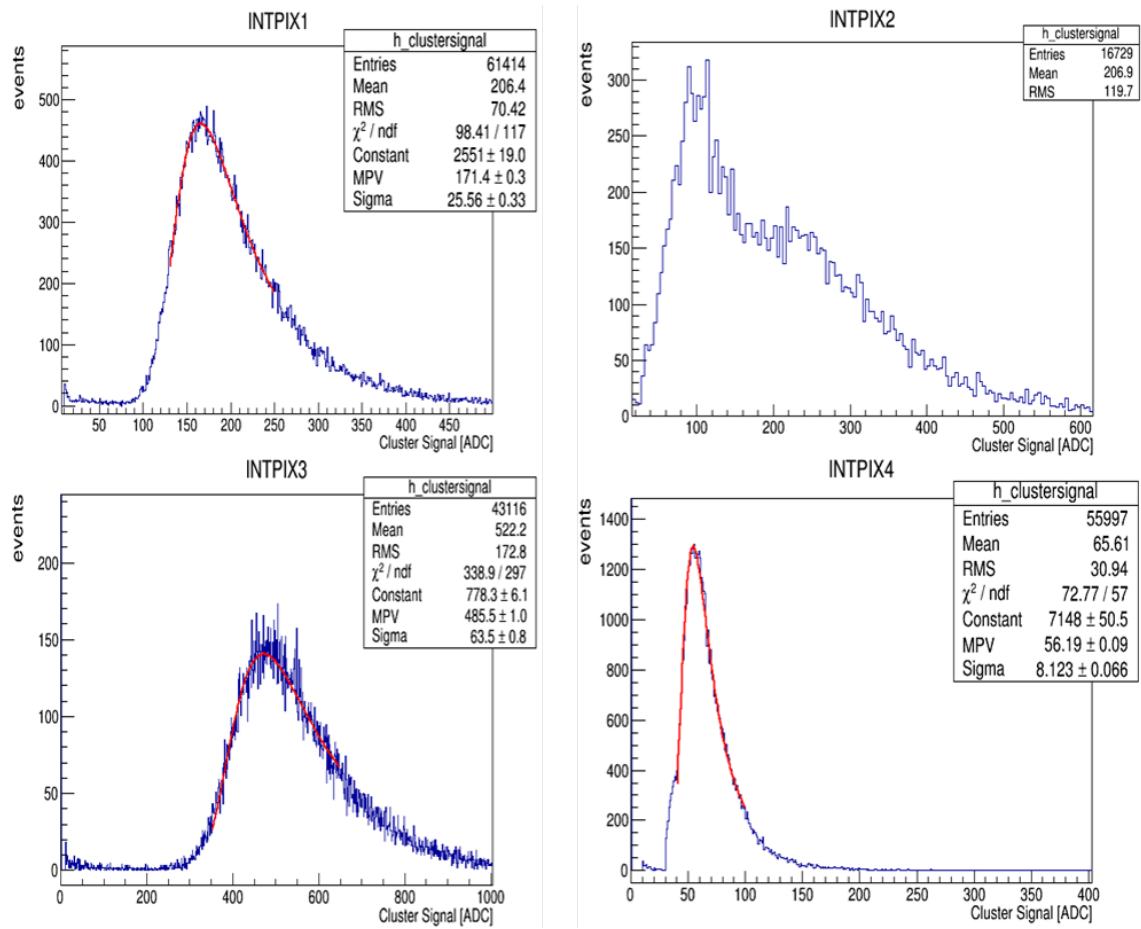 INTPIX1
h_clustersignal
Entries 61414
Mean 206.4
RMS 70.42
χ² / ndf 98.41 / 117
Constant 2551 ± 19.0
MPV 171.4 ± 0.3
Sigma 25.56 ± 0.33
events
500
400
300
200
100
0
50 100 150 200 250 300 350 400 450
Cluster Signal [ADC]
INTPIX2
h_clustersignal
Entries 16729
Mean 206.9
RMS 119.7
events
300
250
200
150
100
50
0
100 200 300 400 500 600
Cluster Signal [ADC]
INTPIX3
h_clustersignal
Entries 43116
Mean 522.2
RMS 172.8
χ² / ndf 338.9 / 297
Constant 778.3 ± 6.1
MPV 485.5 ± 1.0
Sigma 63.5 ± 0.8
events
200
150
100
50
0
0 200 400 600 800 1000
Cluster Signal [ADC]
INTPIX4
h_clustersignal
Entries 55997
Mean 65.61
RMS 30.94
χ² / ndf 72.77 / 57
Constant 7148 ± 50.5
MPV 56.19 ± 0.09
Sigma 8.123 ± 0.066
events
1400
1200
1000
800
600
400
200
0
0 50 100 150 200 250 300 350 400
Cluster Signal [ADC]